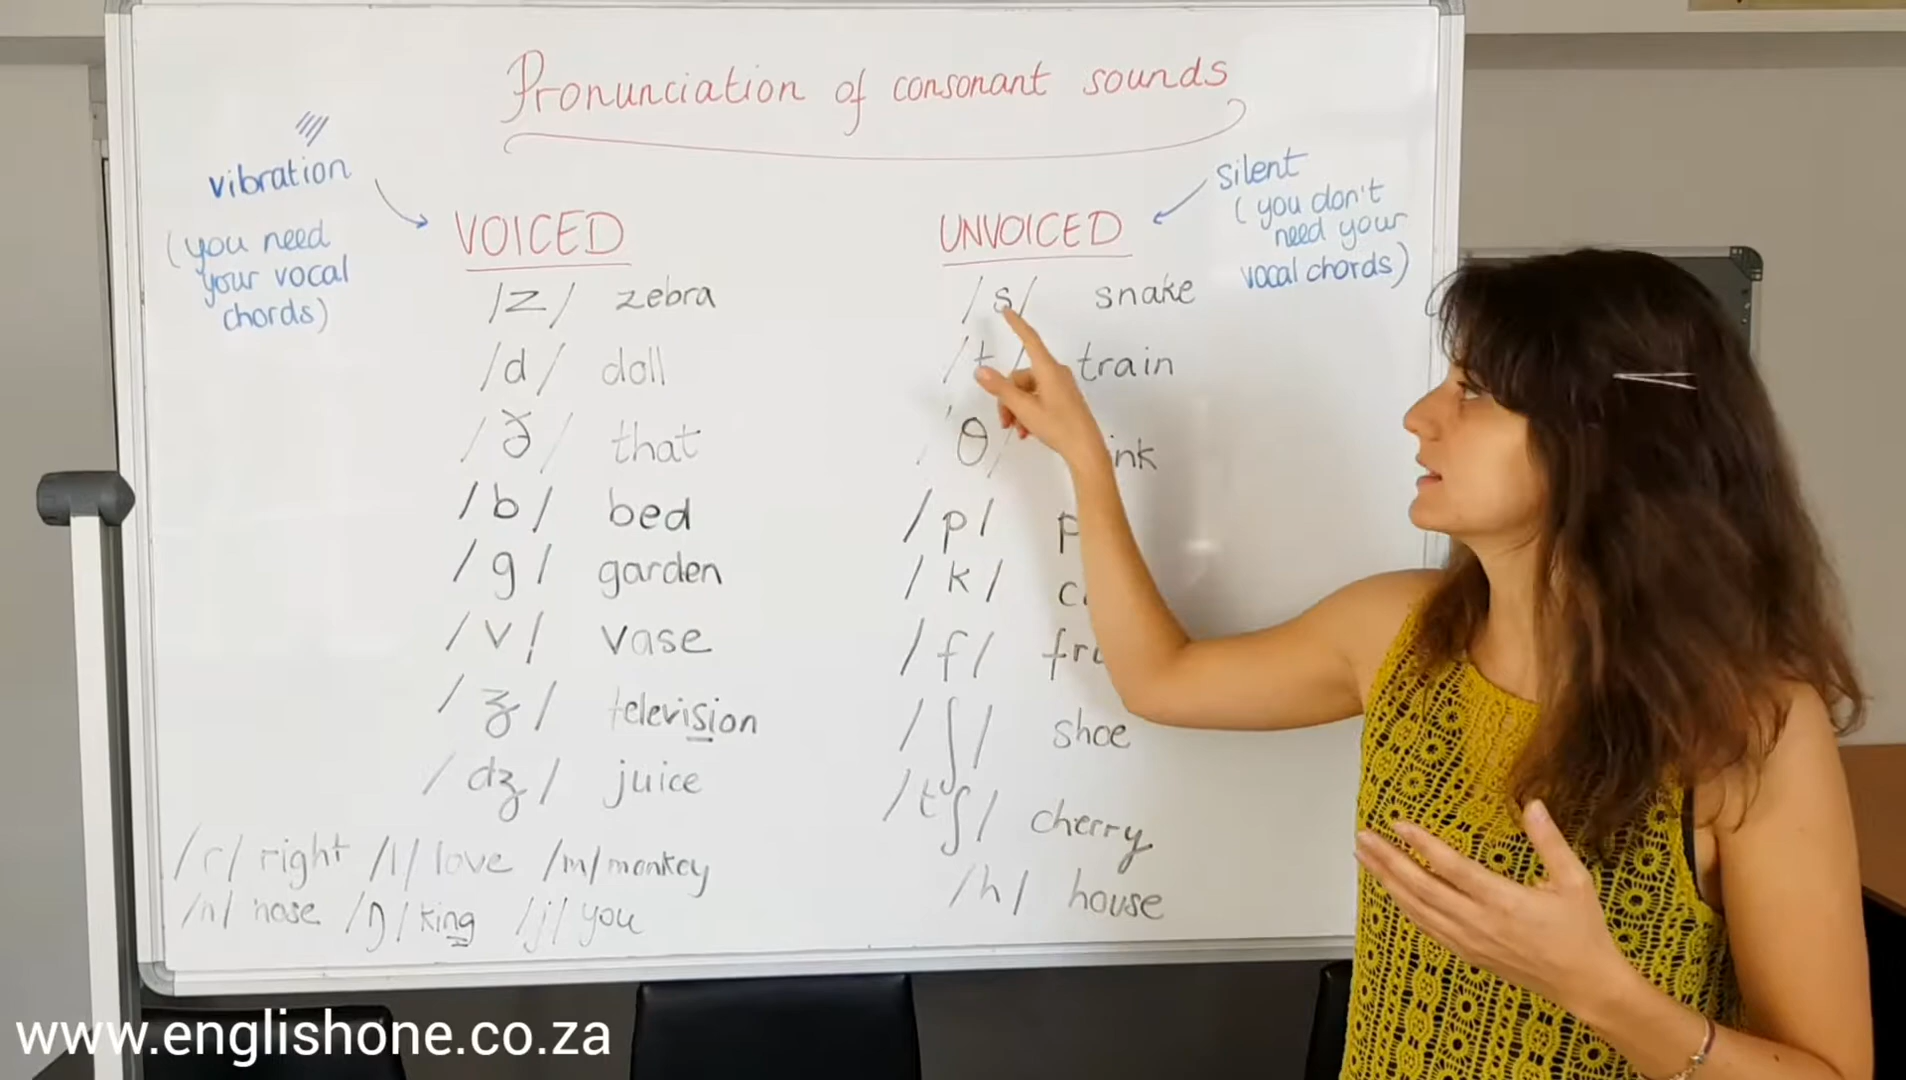 Pronunciation of consonant sounds
vibration
(you need
your vocal
chords)
VOICED
/z/ zebra
/d/ doll
/ð/ that
/b/ bed
/g/ garden
/v/ vase
/ʒ/ television
/dʒ/ juice
/r/ right /l/ love /m/ monkey
/n/ nose /ŋ/ king /j/ you
silent
(you don't
need your
vocal chords)
UNVOICED
/s/ snake
/t/ train
/θ/
/p/
/k/
/f/
/ʃ/ shoe
/tʃ/ cherry
/h/ house
www.englishone.co.za